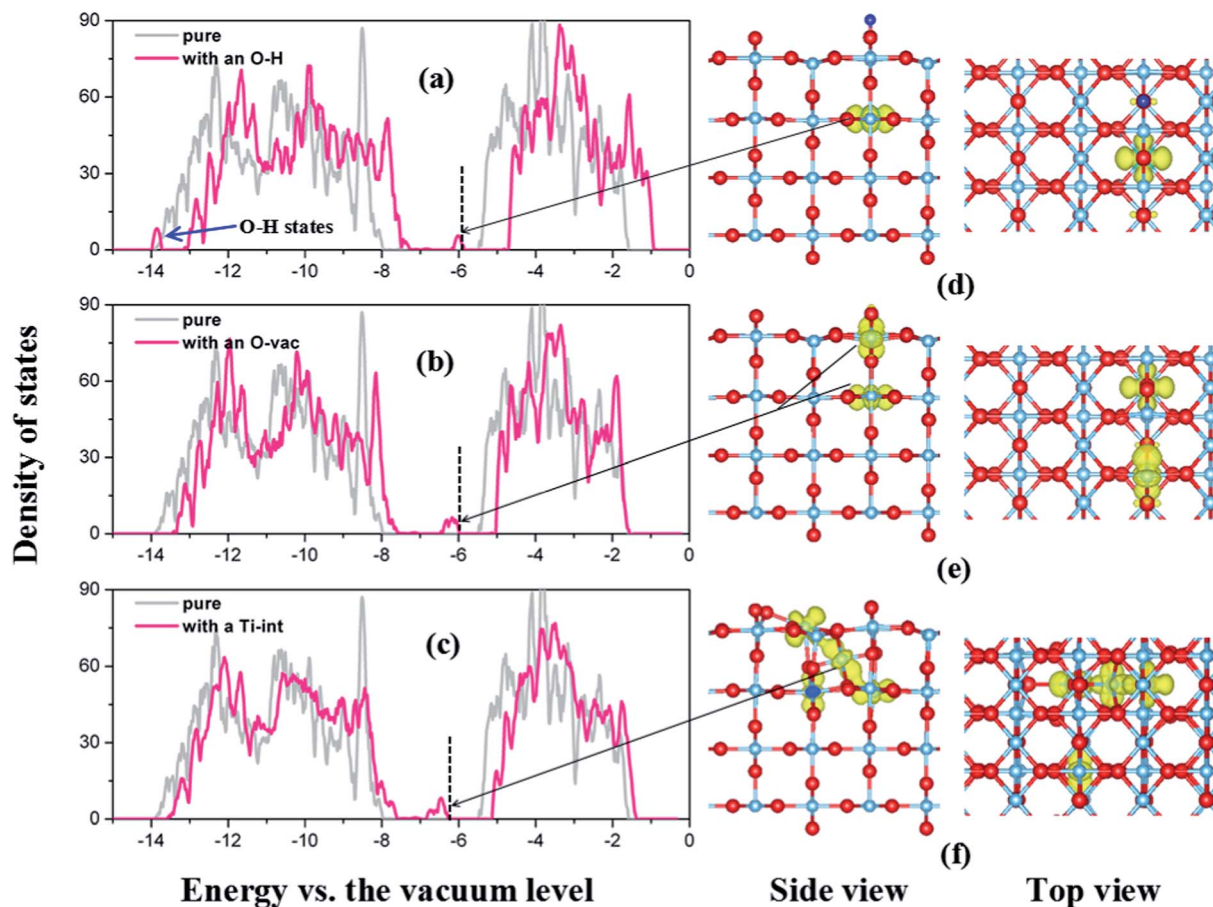 Density of states
90
60
30
0
pure
with an O-H
(a)
O-H states
-14 -12 -10 -8 -6 -4 -2 0
(d)
90
60
30
0
pure
with an O-vac
(b)
-14 -12 -10 -8 -6 -4 -2 0
(e)
90
60
30
0
pure
with a Ti-int
(c)
-14 -12 -10 -8 -6 -4 -2 0
(f)
Energy vs. the vacuum level
Side view
Top view